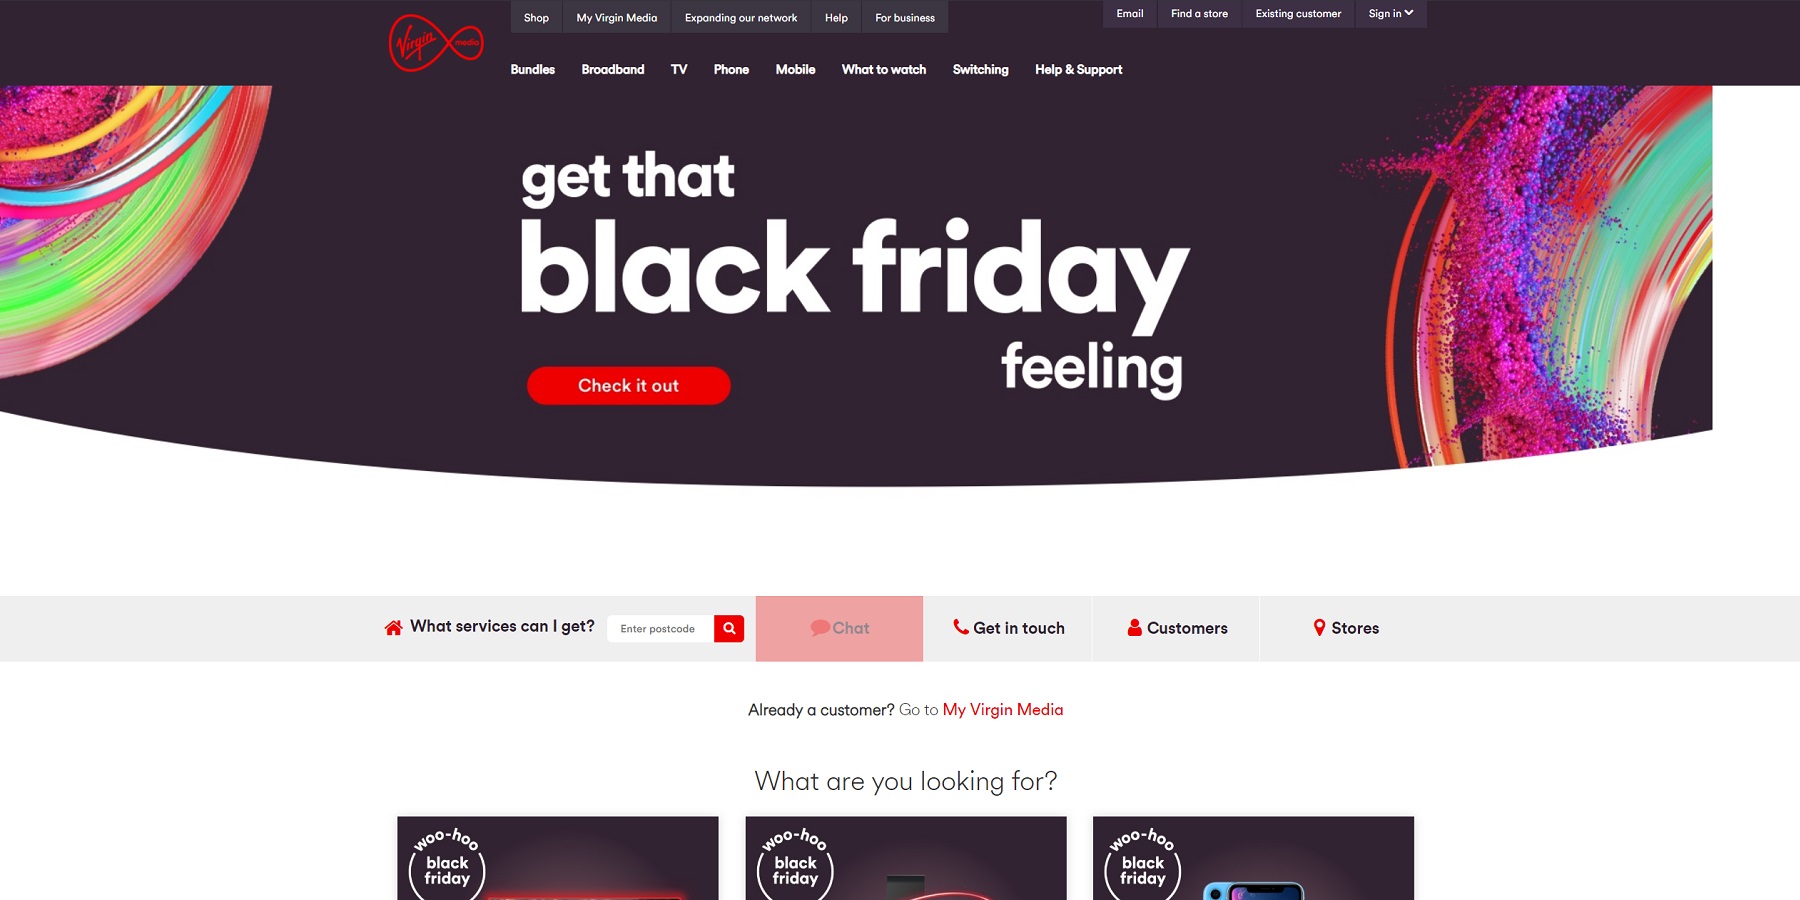 Shop My Virgin Media Expanding our network Help For business Email Find a store Existing customer Sign in
Virgin media
Bundles Broadband TV Phone Mobile What to watch Switching Help & Support
get that
black friday
feeling
Check it out
What services can I get? Enter postcode Chat Get in touch Customers Stores
Already a customer? Go to My Virgin Media
What are you looking for?
woo-hoo
black
friday
woo-hoo
black
friday
woo-hoo
black
friday